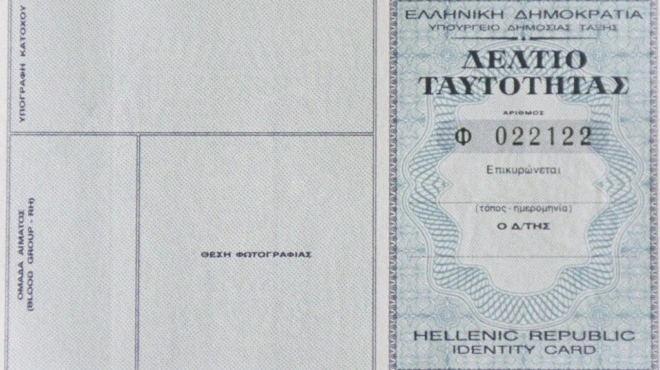 ΥΠΟΓΡΑΦΗ ΚΑΤΟΧΟΥ
ΟΜΑΔΑ ΑΙΜΑΤΟΣ
(BLOOD GROUP - RH)
ΘΕΣΗ ΦΩΤΟΓΡΑΦΙΑΣ
ΕΛΛΗΝΙΚΗ ΔΗΜΟΚΡΑΤΙΑ
ΥΠΟΥΡΓΕΙΟ ΔΗΜΟΣΙΑΣ ΤΑΞΗΣ
ΔΕΛΤΙΟ
ΤΑΥΤΟΤΗΤΑΣ
ΑΡΙΘΜΟΣ
Φ 022122
Επικυρώνεται
(τόπος - ημερομηνία)
Ο Δ/ΤΗΣ
HELLENIC REPUBLIC
IDENTITY CARD